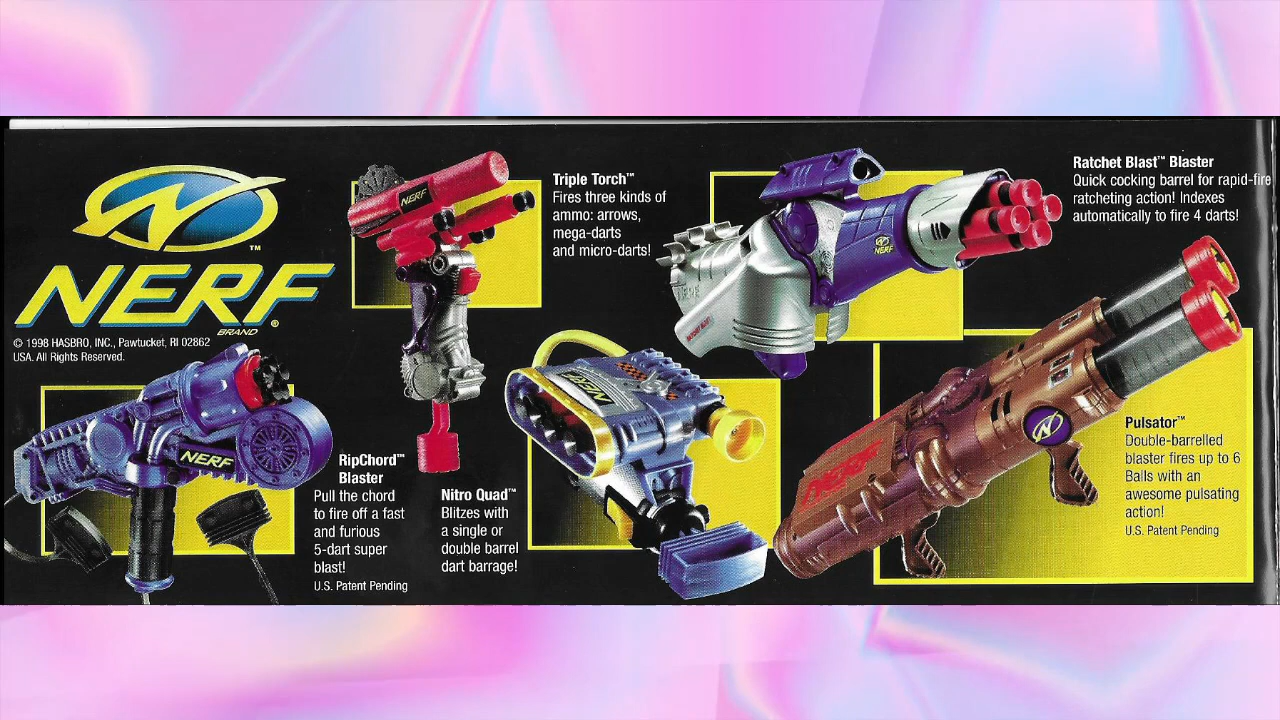 NERF
BRAND ®
© 1998 HASBRO, INC., Pawtucket, RI 02862
USA. All Rights Reserved.
NERF
Triple Torch™
Fires three kinds of
ammo: arrows,
mega-darts
and micro-darts!
NERF
Ratchet Blast™ Blaster
Quick cocking barrel for rapid-fire
ratcheting action! Indexes
automatically to fire 4 darts!
NERF
RipChord™
Blaster
Pull the chord
to fire off a fast
and furious
5-dart super
blast!
U.S. Patent Pending
NERF
Nitro Quad™
Blitzes with
a single or
double barrel
dart barrage!
Pulsator™
Double-barrelled
blaster fires up to 6
Balls with an
awesome pulsating
action!
U.S. Patent Pending